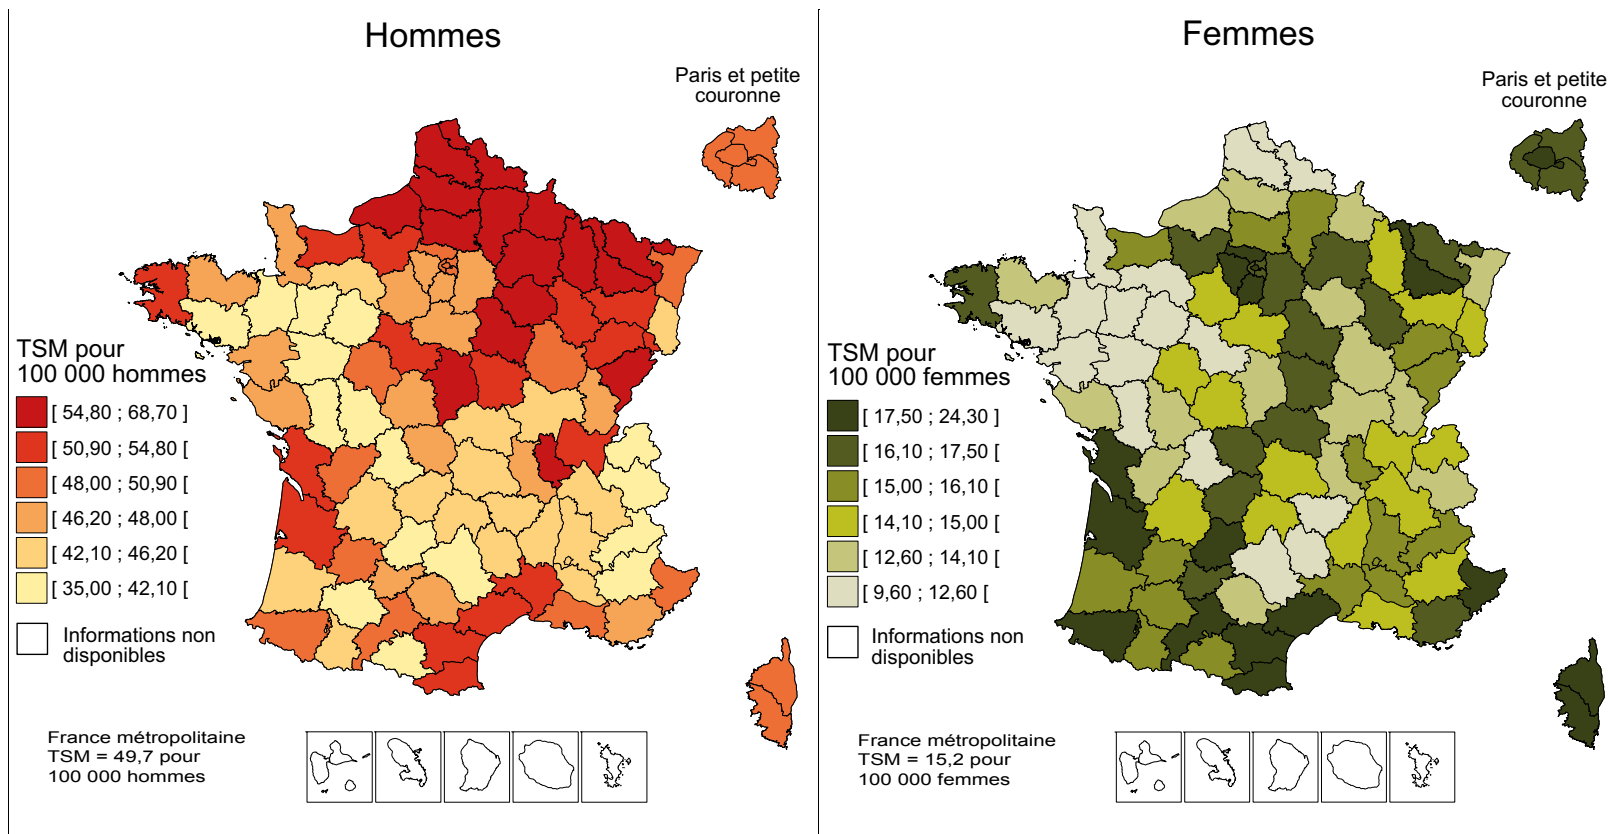 Hommes
Paris et petite
couronne
TSM pour
100 000 hommes
[ 54,80 ; 68,70 ]
[ 50,90 ; 54,80 [
[ 48,00 ; 50,90 [
[ 46,20 ; 48,00 [
[ 42,10 ; 46,20 [
[ 35,00 ; 42,10 [
Informations non
disponibles
France métropolitaine
TSM = 49,7 pour
100 000 hommes
Femmes
Paris et petite
couronne
TSM pour
100 000 femmes
[ 17,50 ; 24,30 ]
[ 16,10 ; 17,50 [
[ 15,00 ; 16,10 [
[ 14,10 ; 15,00 [
[ 12,60 ; 14,10 [
[ 9,60 ; 12,60 [
Informations non
disponibles
France métropolitaine
TSM = 15,2 pour
100 000 femmes